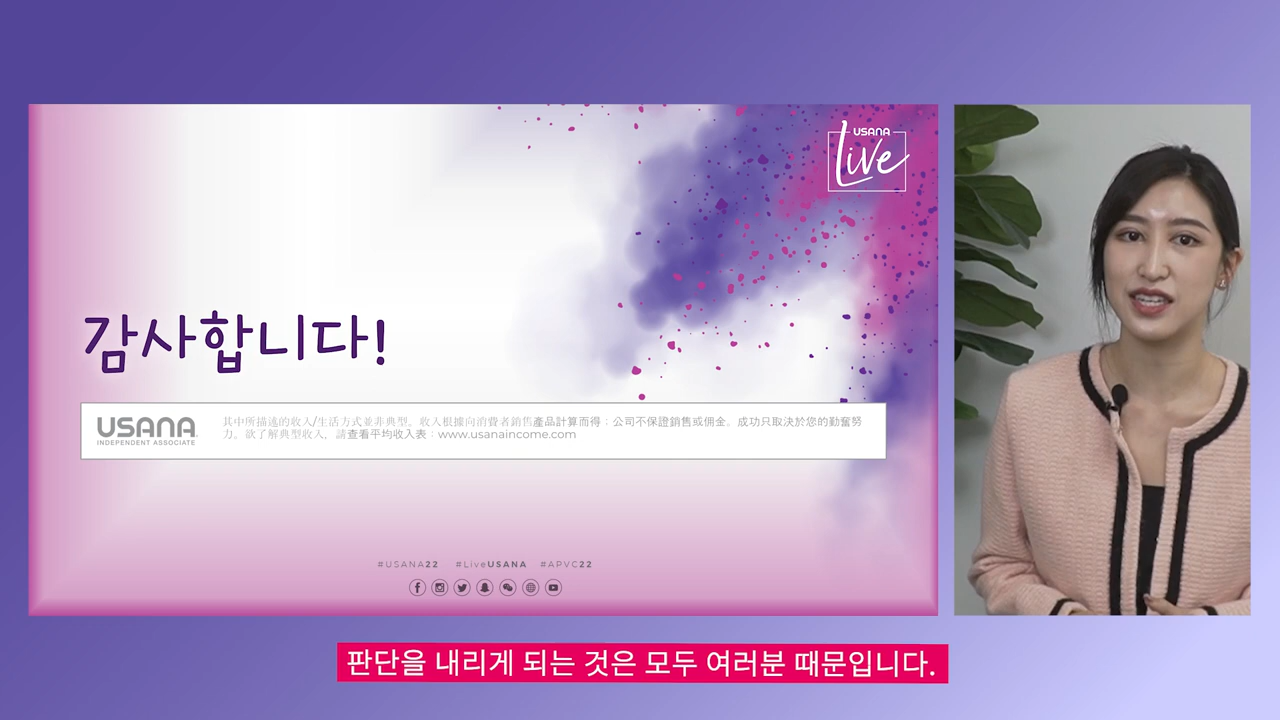 USANA
Live
감사합니다!
USANA
INDEPENDENT ASSOCIATE
其中所描述的收入/生活方式並非典型。收入根據向消費者銷售產品計算而得；公司不保證銷售或佣金。成功只取決於您的勤奮努
力。欲了解典型收入，請查看平均收入表：www.usanaincome.com
#USANA22 #LiveUSANA #APVC22
판단을 내리게 되는 것은 모두 여러분 때문입니다.